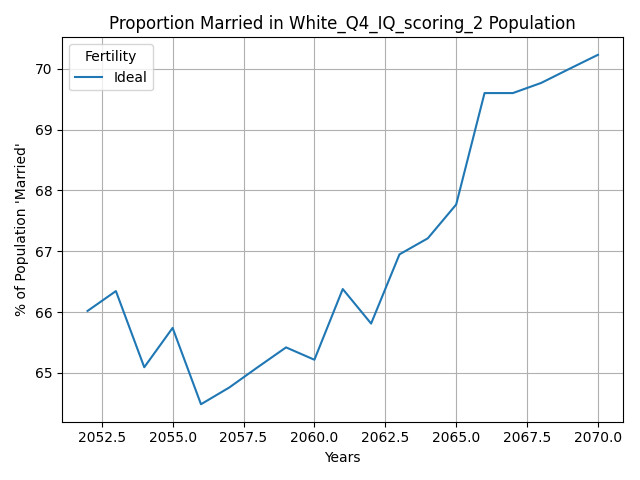 Proportion Married in White_Q4_IQ_scoring_2 Population
Fertility
Ideal
% of Population 'Married'
70
69
68
67
66
65
2052.5 2055.0 2057.5 2060.0 2062.5 2065.0 2067.5 2070.0
Years